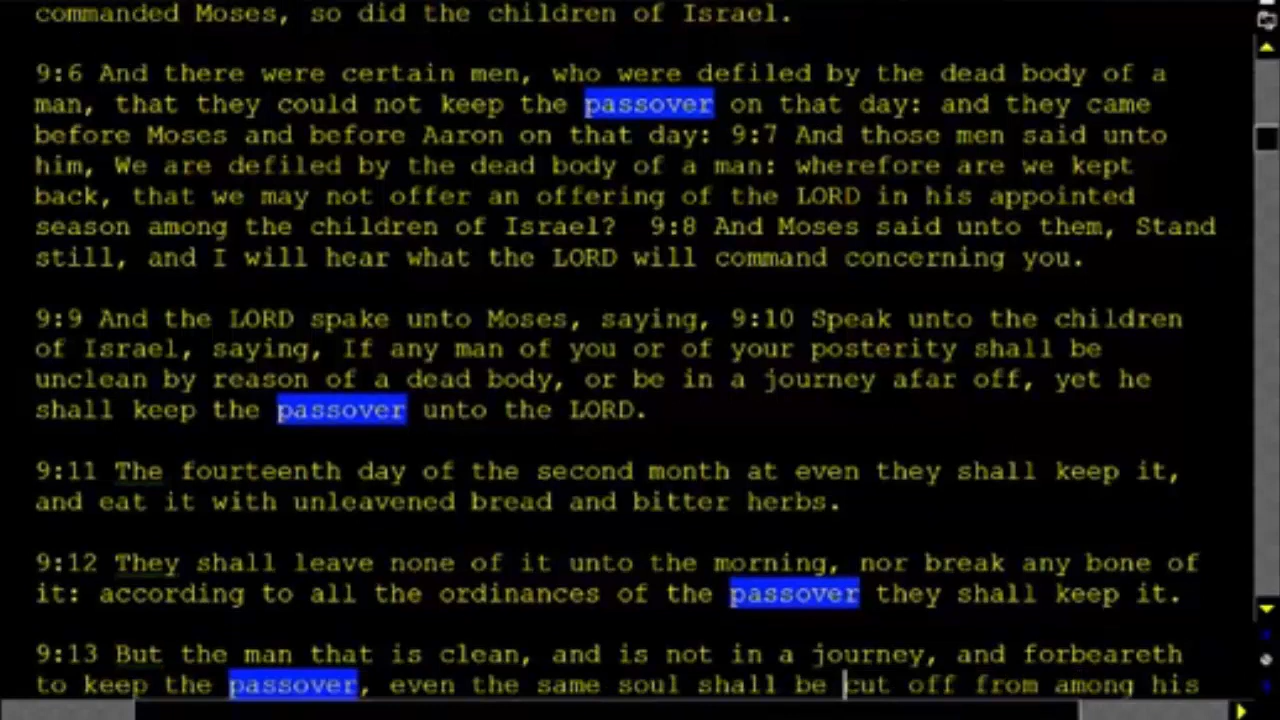 commanded Moses, so did the children of Israel.
9:6 And there were certain men, who were defiled by the dead body of a
man, that they could not keep the passover on that day: and they came
before Moses and before Aaron on that day: 9:7 And those men said unto
him, We are defiled by the dead body of a man: wherefore are we kept
back, that we may not offer an offering of the LORD in his appointed
season among the children of Israel?  9:8 And Moses said unto them, Stand
still, and I will hear what the LORD will command concerning you.
9:9 And the LORD spake unto Moses, saying, 9:10 Speak unto the children
of Israel, saying, If any man of you or of your posterity shall be
unclean by reason of a dead body, or be in a journey afar off, yet he
shall keep the passover unto the LORD.
9:11 The fourteenth day of the second month at even they shall keep it,
and eat it with unleavened bread and bitter herbs.
9:12 They shall leave none of it unto the morning, nor break any bone of
it: according to all the ordinances of the passover they shall keep it.
9:13 But the man that is clean, and is not in a journey, and forbeareth
to keep the passover, even the same soul shall be cut off from among his